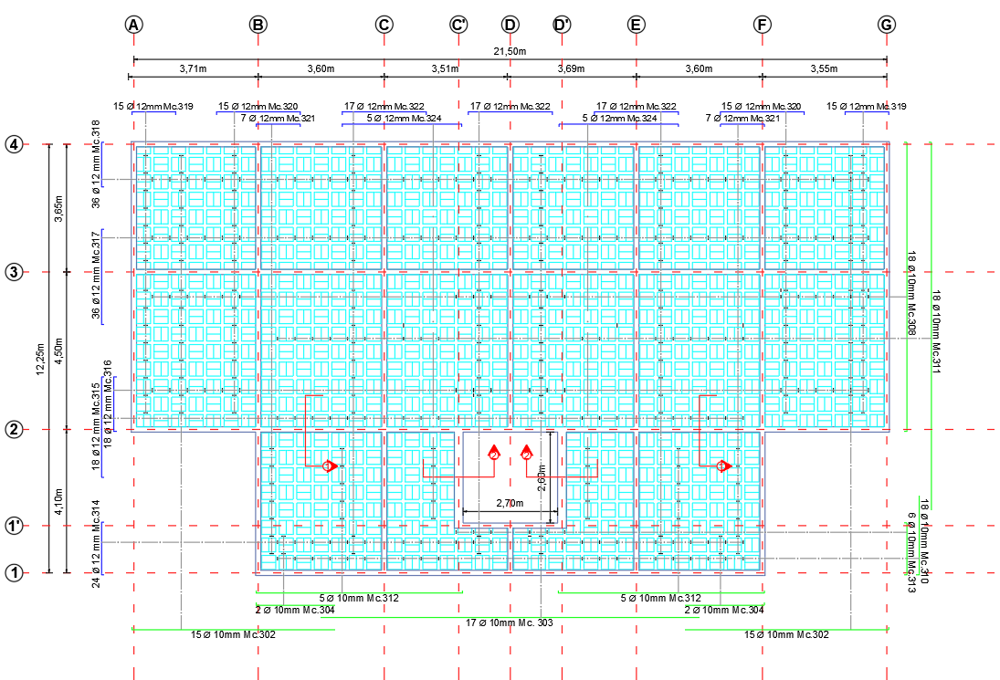 A B C C' D D' E F G
21,50m
3,71m 3,60m 3,51m 3,69m 3,60m 3,55m
15 Ø 12mm Mc.319 15 Ø 12mm Mc.320 17 Ø 12mm Mc.322 17 Ø 12mm Mc.322 17 Ø 12mm Mc.322 15 Ø 12mm Mc.320 15 Ø 12mm Mc.319
7 Ø 12mm Mc.321 5 Ø 12mm Mc.324 5 Ø 12mm Mc.324 7 Ø 12mm Mc.321
4
36 Ø 12 mm Mc.318
3,65m
36 Ø 12 mm Mc.317
3
18 Ø 10mm Mc.308
18 Ø 10mm Mc.311
12,25m
4,50m
18 Ø 12 mm Mc.316
18 Ø 12 mm Mc.315
2
2 2
1 1
2,60m
2,70m
4,10m
24 Ø 12 mm Mc.314
1'
18 Ø 10mm Mc.310
6 Ø 10mm Mc.313
1
5 Ø 10mm Mc.312 5 Ø 10mm Mc.312
2 Ø 10mm Mc.304 2 Ø 10mm Mc.304
17 Ø 10mm Mc. 303
15 Ø 10mm Mc.302 15 Ø 10mm Mc.302